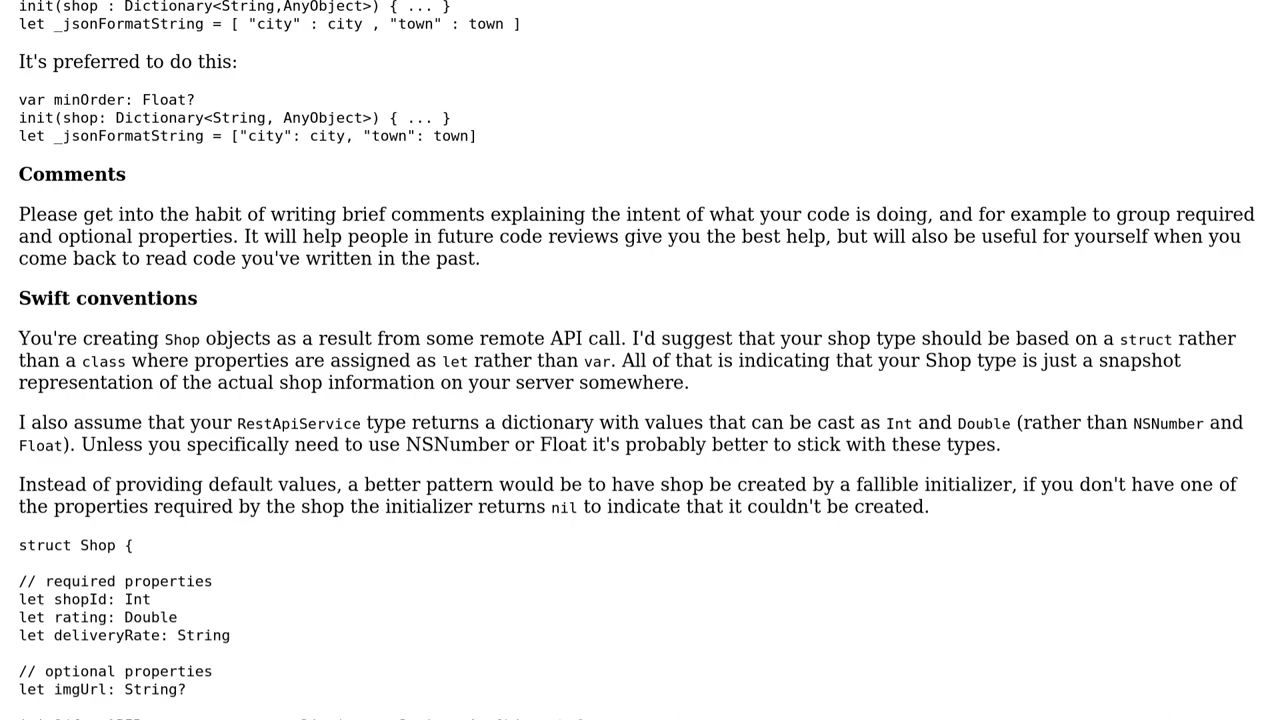 init(shop : Dictionary<String,AnyObject>) { ... }
let _jsonFormatString = [ "city" : city , "town" : town ]
It's preferred to do this:
var minOrder: Float?
init(shop: Dictionary<String, AnyObject>) { ... }
let _jsonFormatString = ["city": city, "town": town]
Comments
Please get into the habit of writing brief comments explaining the intent of what your code is doing, and for example to group required
and optional properties. It will help people in future code reviews give you the best help, but will also be useful for yourself when you
come back to read code you've written in the past.
Swift conventions
You're creating Shop objects as a result from some remote API call. I'd suggest that your shop type should be based on a struct rather
than a class where properties are assigned as let rather than var. All of that is indicating that your Shop type is just a snapshot
representation of the actual shop information on your server somewhere.
I also assume that your RestApiService type returns a dictionary with values that can be cast as Int and Double (rather than NSNumber and
Float). Unless you specifically need to use NSNumber or Float it's probably better to stick with these types.
Instead of providing default values, a better pattern would be to have shop be created by a fallible initializer, if you don't have one of
the properties required by the shop the initializer returns nil to indicate that it couldn't be created.
struct Shop {
// required properties
let shopId: Int
let rating: Double
let deliveryRate: String
// optional properties
let imgUrl: String?